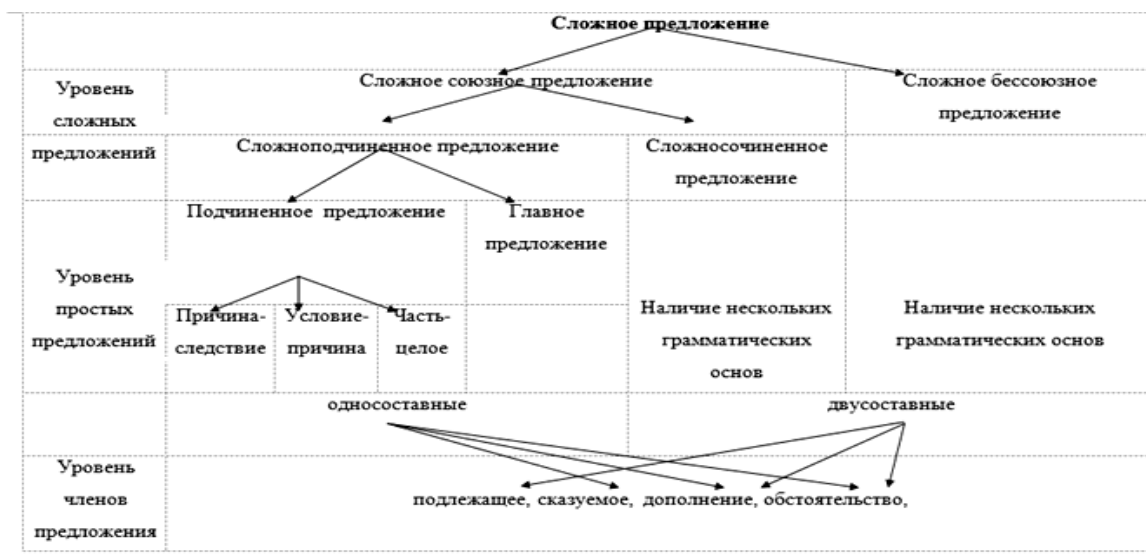 Сложное предложение
Уровень
сложных
предложений
Сложное союзное предложение
Сложное бессоюзное
предложение
Сложноподчиненное предложение
Сложносочиненное
предложение
Уровень
простых
предложений
Подчиненное предложение
Главное
предложение
Причина-
следствие
Условие-
причина
Часть-
целое
Наличие нескольких
грамматических
основ
Наличие нескольких
грамматических основ
односоставные
двусоставные
Уровень
членов
предложения
подлежащее, сказуемое, дополнение, обстоятельство,